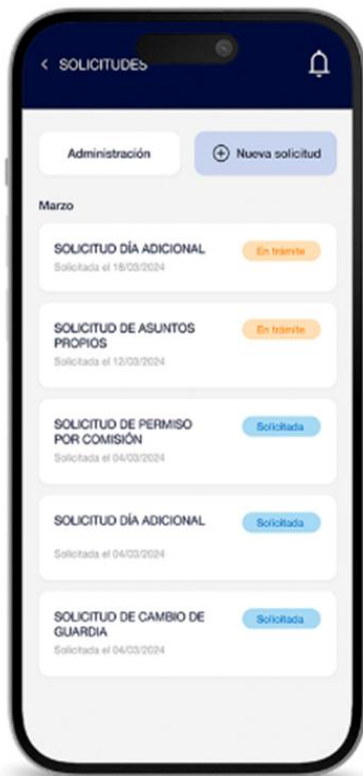 SOLICITUDES
Administración
Nueva solicitud
Marzo
SOLICITUD DÍA ADICIONAL
En trámite
Solicitada el 18/03/2024
SOLICITUD DE ASUNTOS
PROPIOS
En trámite
Solicitada el 12/03/2024
SOLICITUD DE PERMISO
POR COMISIÓN
Solicitada
Solicitada el 04/03/2024
SOLICITUD DÍA ADICIONAL
Solicitada
Solicitada el 04/03/2024
SOLICITUD DE CAMBIO DE
GUARDIA
Solicitada
Solicitada el 04/03/2024